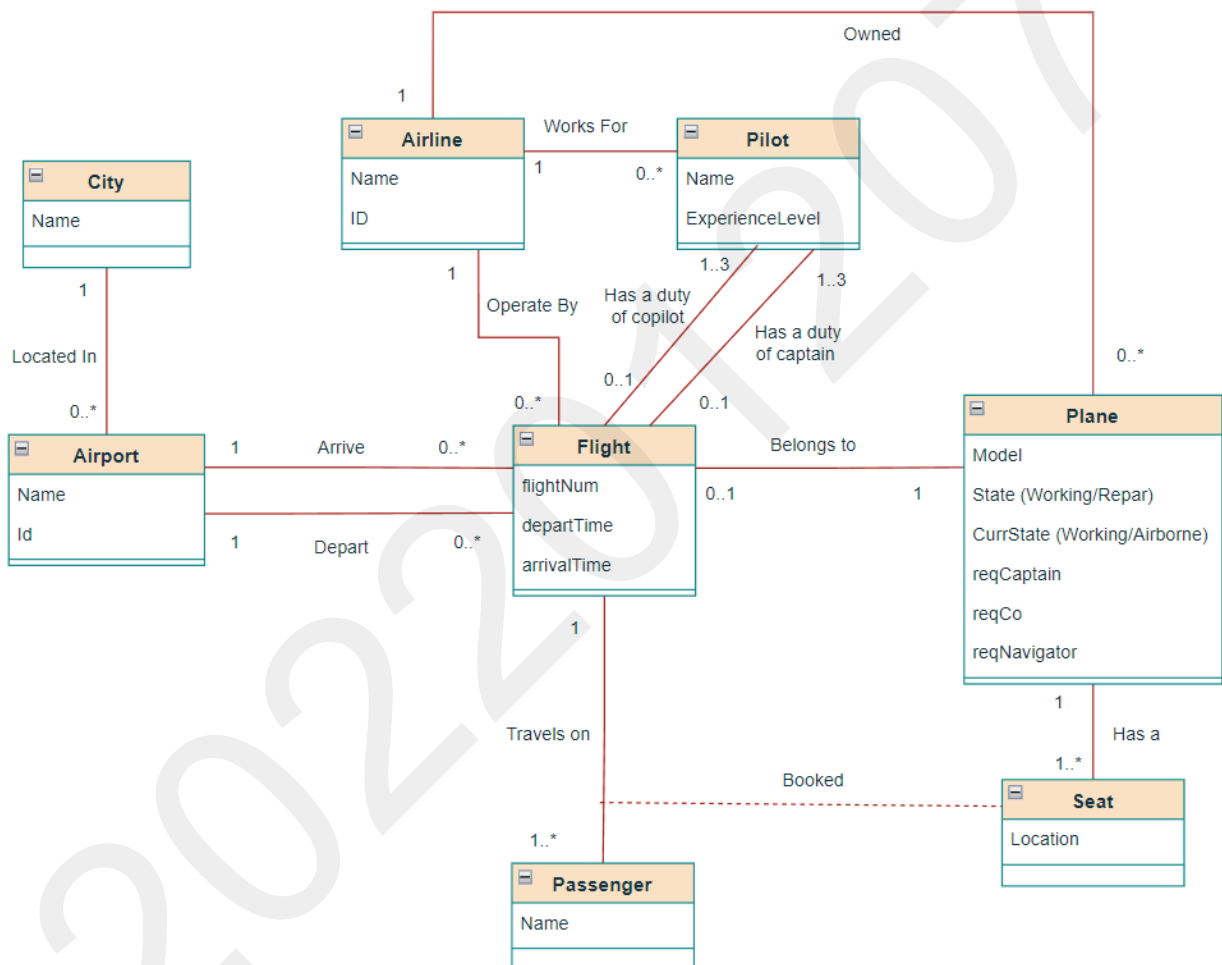 Owned
1
Airline
Name
ID
Works For
1
0..*
Pilot
Name
ExperienceLevel
City
Name
1
Located In
0..*
1
Operate By
0..*
1..3
Has a duty
of copilot
0..1
1..3
Has a duty
of captain
0..1
0..*
Airport
Name
Id
1
Arrive
0..*
1
Depart
0..*
Flight
flightNum
departTime
arrivalTime
Belongs to
0..1
1
Plane
Model
State (Working/Repar)
CurrState (Working/Airborne)
reqCaptain
reqCo
reqNavigator
1
Travels on
1..*
Booked
1
Has a
1..*
Seat
Location
Passenger
Name